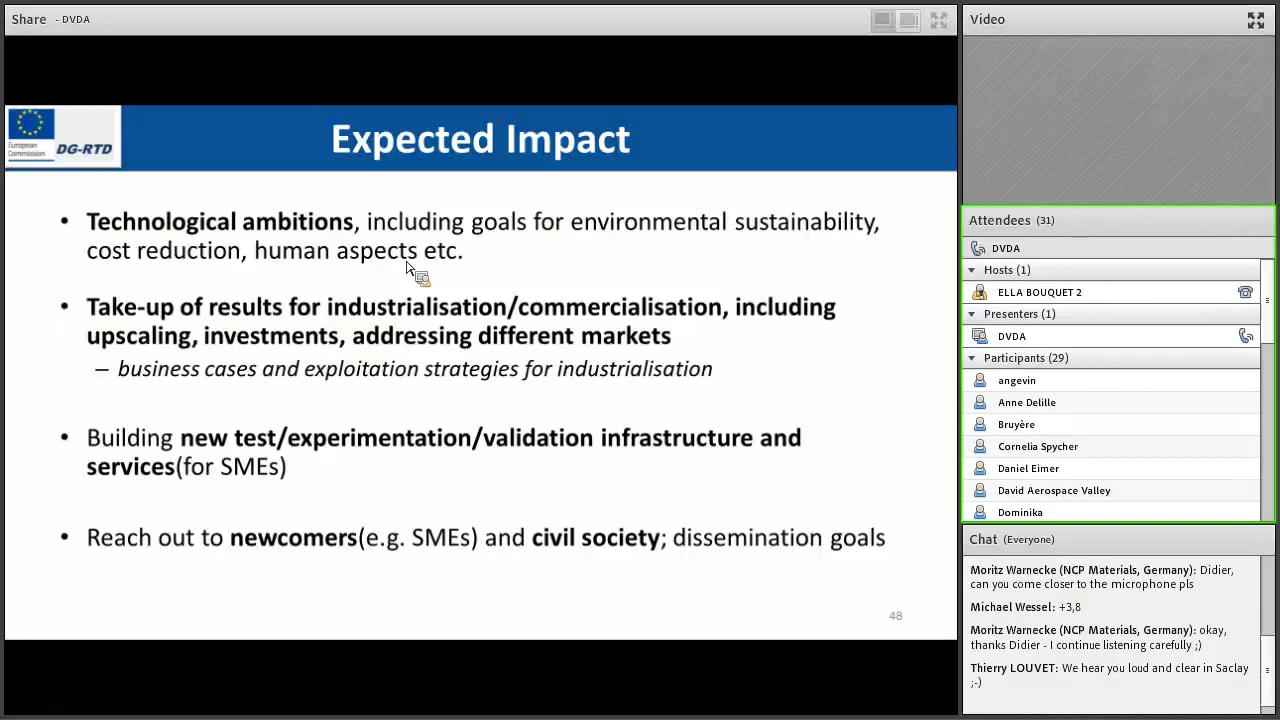 Share - DVDA
European
Commission
DG-RTD
Expected Impact
• Technological ambitions, including goals for environmental sustainability,
cost reduction, human aspects etc.
• Take-up of results for industrialisation/commercialisation, including
upscaling, investments, addressing different markets
– business cases and exploitation strategies for industrialisation
• Building new test/experimentation/validation infrastructure and
services(for SMEs)
• Reach out to newcomers(e.g. SMEs) and civil society; dissemination goals
48
Video
Attendees (31)
DVDA
Hosts (1)
ELLA BOUQUET 2
Presenters (1)
DVDA
Participants (29)
angevin
Anne Delille
Bruyère
Cornelia Spycher
Daniel Eimer
David Aerospace Valley
Dominika
Chat (Everyone)
Moritz Warnecke (NCP Materials, Germany): Didier,
can you come closer to the microphone pls
Michael Wessel: +3,8
Moritz Warnecke (NCP Materials, Germany): okay,
thanks Didier - I continue listening carefully ;)
Thierry LOUVET: We hear you loud and clear in Saclay
;-)